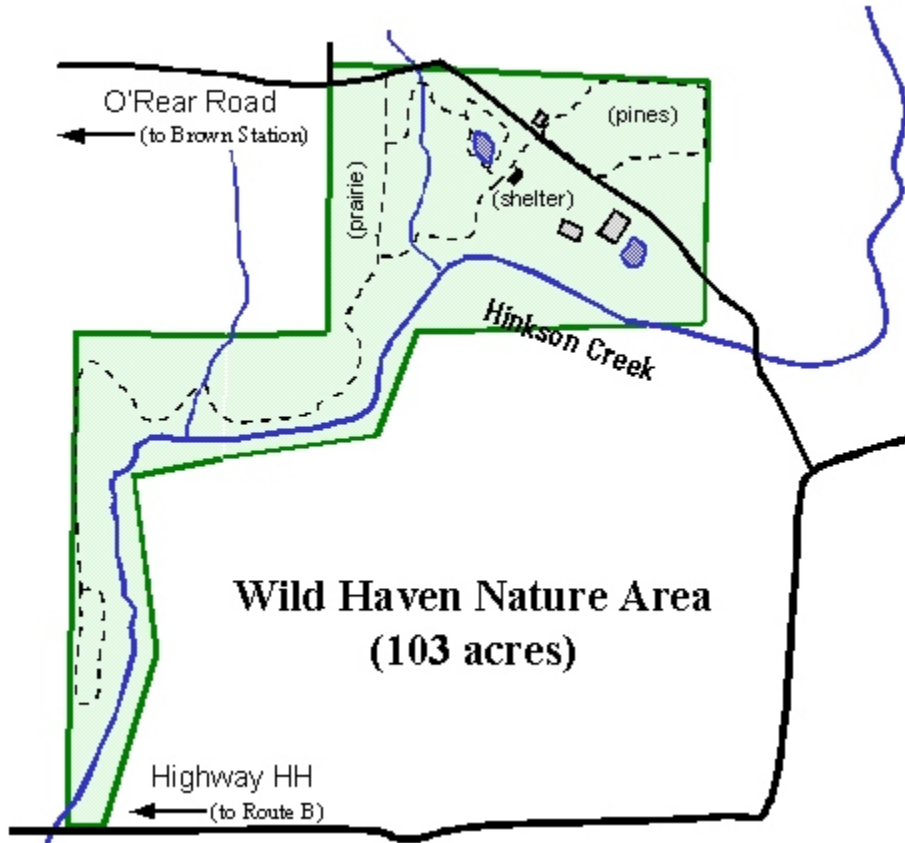 O'Rear Road
(to Brown Station)
(pines)
(prairie)
(shelter)
Hinkson Creek
Wild Haven Nature Area
(103 acres)
Highway HH
(to Route B)